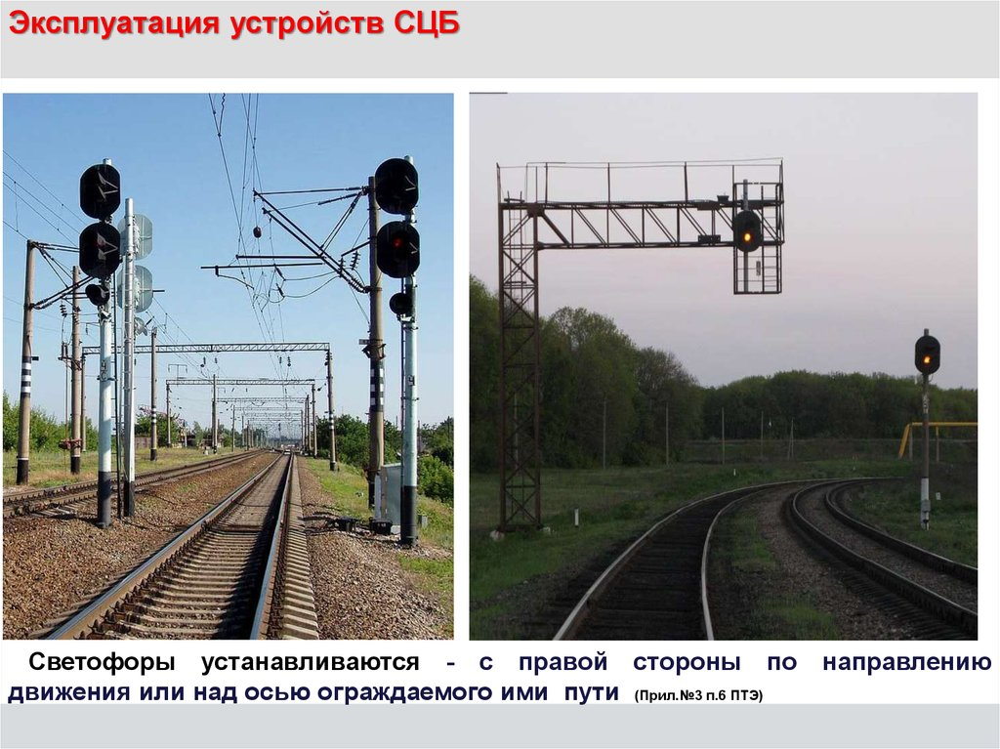 Эксплуатация устройств СЦБ
Светофоры устанавливаются - с правой стороны по направлению
движения или над осью ограждаемого ими пути (Прил.№3 п.6 ПТЭ)